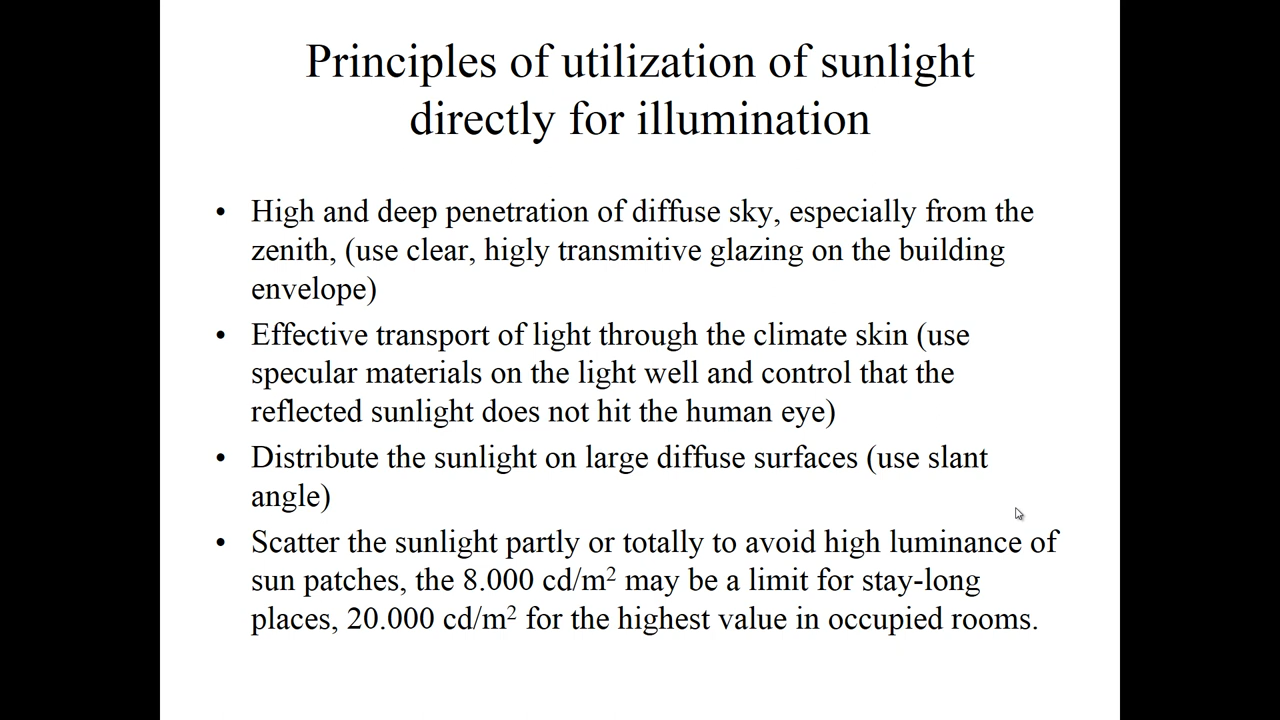 Principles of utilization of sunlight
directly for illumination
• High and deep penetration of diffuse sky, especially from the
zenith, (use clear, higly transmitive glazing on the building
envelope)
• Effective transport of light through the climate skin (use
specular materials on the light well and control that the
reflected sunlight does not hit the human eye)
• Distribute the sunlight on large diffuse surfaces (use slant
angle)
• Scatter the sunlight partly or totally to avoid high luminance of
sun patches, the 8.000 cd/m² may be a limit for stay-long
places, 20.000 cd/m² for the highest value in occupied rooms.